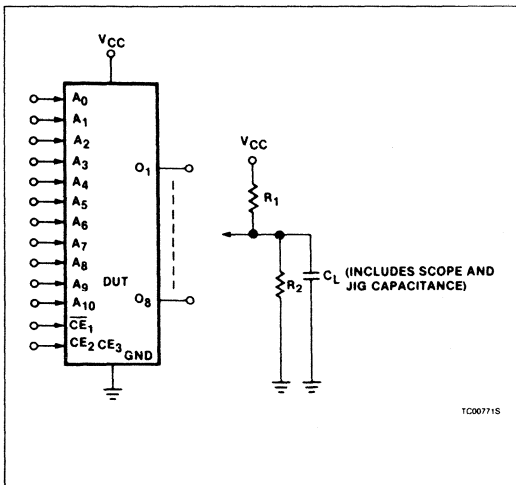 VCC
A0
A1
A2
A3
A4
A5
A6
A7
A8
A9
A10
C̅E̅1
CE2 CE3
DUT
GND
O1
O8
VCC
R1
R2
CL (INCLUDES SCOPE AND
JIG CAPACITANCE)
TC00771S